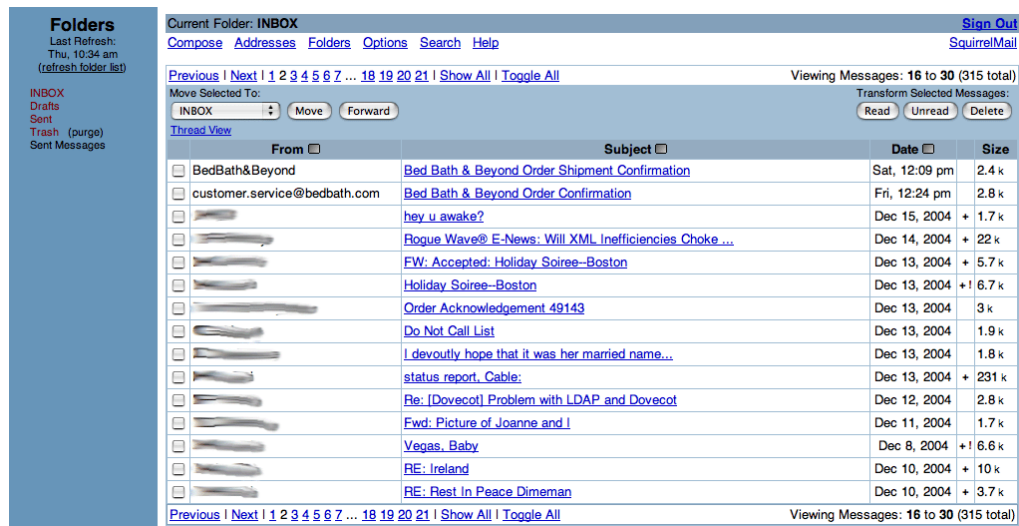 Folders
Last Refresh:
Thu, 10:34 am
(refresh folder list)
INBOX
Drafts
Sent
Trash (purge)
Sent Messages
Current Folder: INBOX Sign Out
Compose Addresses Folders Options Search Help SquirrelMail
Previous | Next | 1 2 3 4 5 6 7 ... 18 19 20 21 | Show All | Toggle All Viewing Messages: 16 to 30 (315 total)
Move Selected To: Transform Selected Messages:
INBOX Move Forward Read Unread Delete
Thread View
From Subject Date Size
BedBath&Beyond Bed Bath & Beyond Order Shipment Confirmation Sat, 12:09 pm 2.4 k
customer.service@bedbath.com Bed Bath & Beyond Order Confirmation Fri, 12:24 pm 2.8 k
hey u awake? Dec 15, 2004 + 1.7 k
Rogue Wave® E-News: Will XML Inefficiencies Choke ... Dec 14, 2004 + 22 k
FW: Accepted: Holiday Soiree--Boston Dec 13, 2004 + 5.7 k
Holiday Soiree--Boston Dec 13, 2004 + ! 6.7 k
Order Acknowledgement 49143 Dec 13, 2004 3 k
Do Not Call List Dec 13, 2004 1.9 k
I devoutly hope that it was her married name... Dec 13, 2004 1.8 k
status report, Cable: Dec 13, 2004 + 231 k
Re: [Dovecot] Problem with LDAP and Dovecot Dec 12, 2004 2.8 k
Fwd: Picture of Joanne and I Dec 11, 2004 1.7 k
Vegas, Baby Dec 8, 2004 + ! 6.6 k
RE: Ireland Dec 10, 2004 + 10 k
RE: Rest In Peace Dimeman Dec 10, 2004 + 3.7 k
Previous | Next | 1 2 3 4 5 6 7 ... 18 19 20 21 | Show All | Toggle All Viewing Messages: 16 to 30 (315 total)